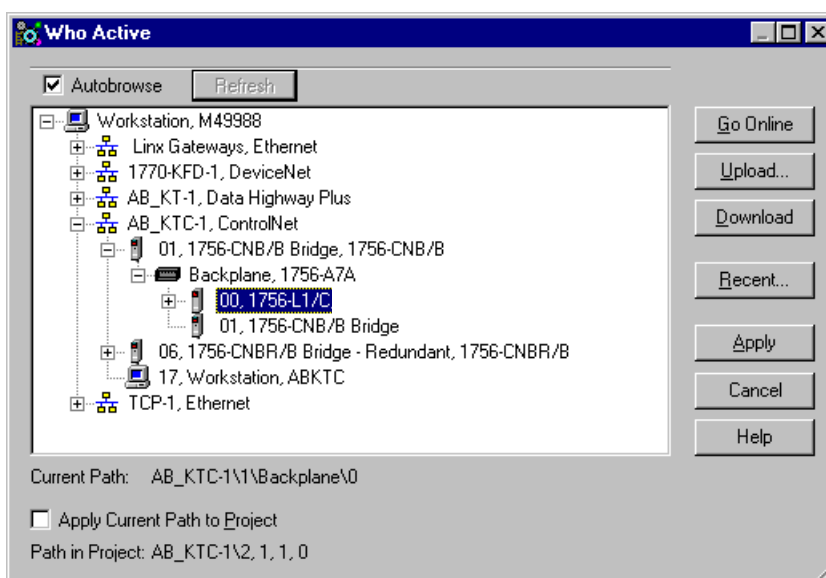 Who Active
Autobrowse
Refresh
Workstation, M49988
Linx Gateways, Ethernet
1770-KFD-1, DeviceNet
AB_KT-1, Data Highway Plus
AB_KTC-1, ControlNet
01, 1756-CNB/B Bridge, 1756-CNB/B
Backplane, 1756-A7A
00, 1756-L1/C
01, 1756-CNB/B Bridge
06, 1756-CNBR/B Bridge - Redundant, 1756-CNBR/B
17, Workstation, ABKTC
TCP-1, Ethernet
Go Online
Upload...
Download
Recent...
Apply
Cancel
Help
Current Path: AB_KTC-1\1\Backplane\0
Apply Current Path to Project
Path in Project: AB_KTC-1\2, 1, 1, 0